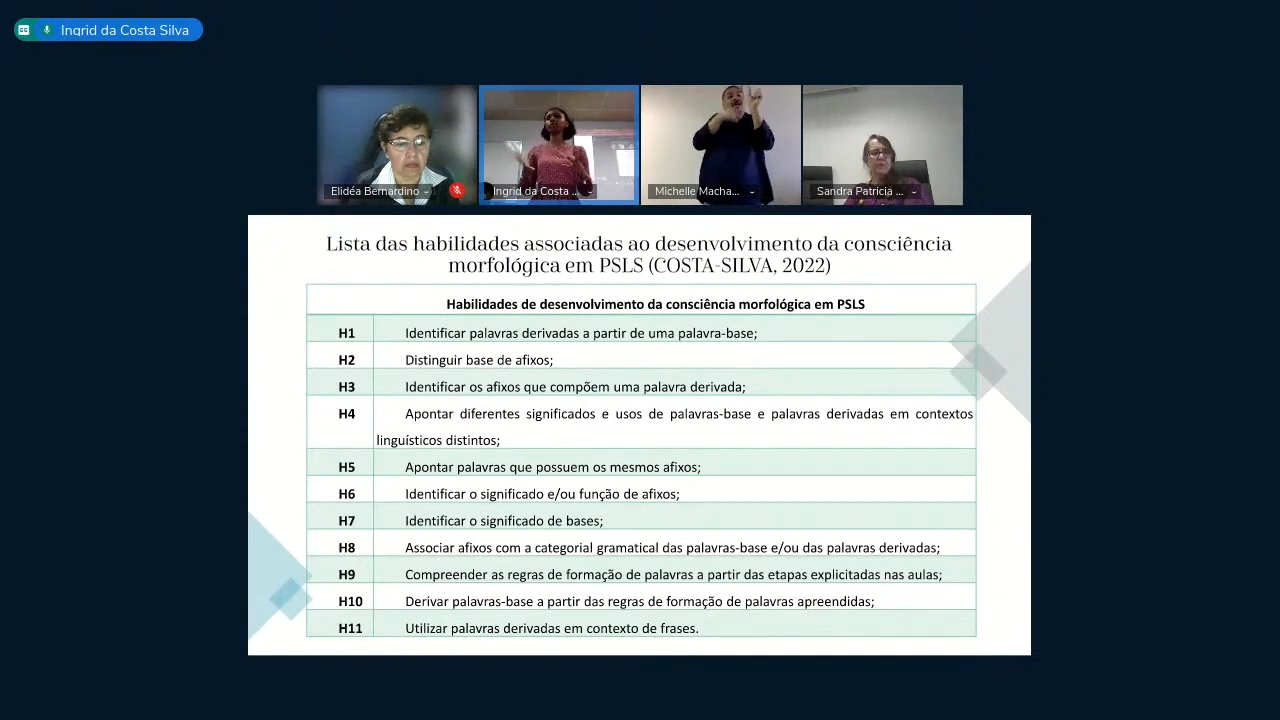 Ingrid da Costa Silva
Elidéa Bernardino
Ingrid da Costa ...
Michelle Macha...
Sandra Patricia ...
Lista das habilidades associadas ao desenvolvimento da consciência
morfológica em PSLS (COSTA-SILVA, 2022)
Habilidades de desenvolvimento da consciência morfológica em PSLS
H1 Identificar palavras derivadas a partir de uma palavra-base;
H2 Distinguir base de afixos;
H3 Identificar os afixos que compõem uma palavra derivada;
H4 Apontar diferentes significados e usos de palavras-base e palavras derivadas em contextos
linguísticos distintos;
H5 Apontar palavras que possuem os mesmos afixos;
H6 Identificar o significado e/ou função de afixos;
H7 Identificar o significado de bases;
H8 Associar afixos com a categorial gramatical das palavras-base e/ou das palavras derivadas;
H9 Compreender as regras de formação de palavras a partir das etapas explicitadas nas aulas;
H10 Derivar palavras-base a partir das regras de formação de palavras apreendidas;
H11 Utilizar palavras derivadas em contexto de frases.